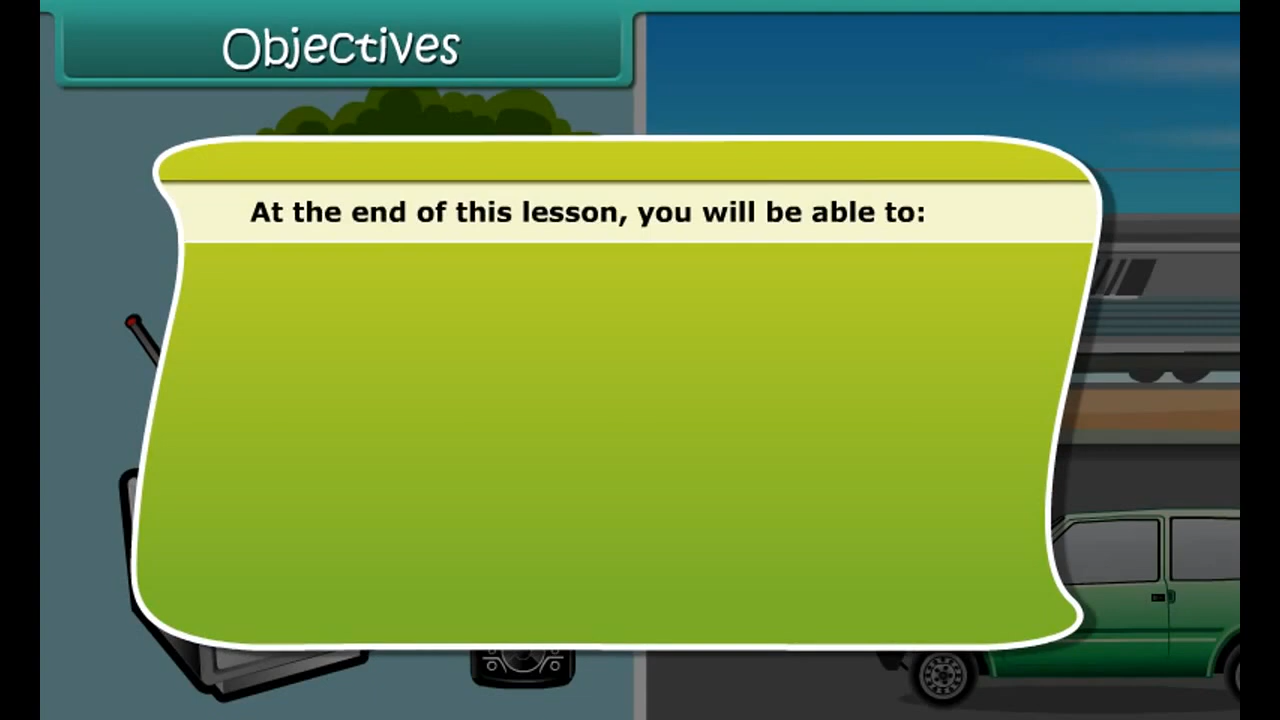 Objectives
At the end of this lesson, you will be able to: